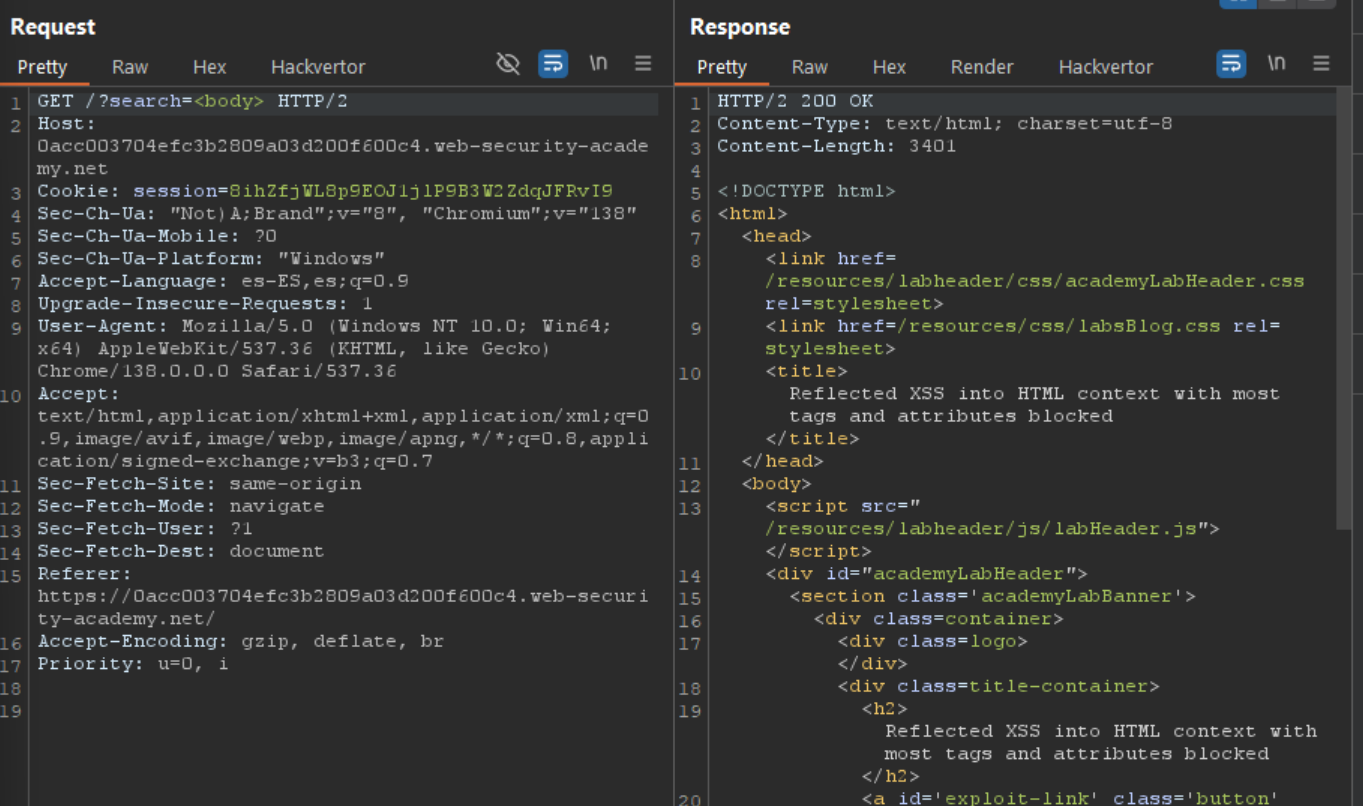 Request
Pretty Raw Hex Hackvertor \n
1 GET /?search=<body> HTTP/2
2 Host:
0acc003704efc3b2809a03d200f600c4.web-security-acade
my.net
3 Cookie: session=8ihZfjWL8p9EOJ1jlP9B3W2ZdqJFRvI9
4 Sec-Ch-Ua: "Not)A;Brand";v="8", "Chromium";v="138"
5 Sec-Ch-Ua-Mobile: ?0
6 Sec-Ch-Ua-Platform: "Windows"
7 Accept-Language: es-ES,es;q=0.9
8 Upgrade-Insecure-Requests: 1
9 User-Agent: Mozilla/5.0 (Windows NT 10.0; Win64;
x64) AppleWebKit/537.36 (KHTML, like Gecko)
Chrome/138.0.0.0 Safari/537.36
10 Accept:
text/html,application/xhtml+xml,application/xml;q=0
.9,image/avif,image/webp,image/apng,*/*;q=0.8,appli
cation/signed-exchange;v=b3;q=0.7
11 Sec-Fetch-Site: same-origin
12 Sec-Fetch-Mode: navigate
13 Sec-Fetch-User: ?1
14 Sec-Fetch-Dest: document
15 Referer:
https://0acc003704efc3b2809a03d200f600c4.web-securi
ty-academy.net/
16 Accept-Encoding: gzip, deflate, br
17 Priority: u=0, i
18
19
Response
Pretty Raw Hex Render Hackvertor \n
1 HTTP/2 200 OK
2 Content-Type: text/html; charset=utf-8
3 Content-Length: 3401
4
5 <!DOCTYPE html>
6 <html>
7 <head>
8 <link href=
/resources/labheader/css/academyLabHeader.css
rel=stylesheet>
9 <link href=/resources/css/labsBlog.css rel=
stylesheet>
10 <title>
Reflected XSS into HTML context with most
tags and attributes blocked
</title>
11 </head>
12 <body>
13 <script src="
/resources/labheader/js/labHeader.js">
</script>
14 <div id="academyLabHeader">
15 <section class='academyLabBanner'>
16 <div class=container>
17 <div class=logo>
</div>
18 <div class=title-container>
19 <h2>
Reflected XSS into HTML context with
most tags and attributes blocked
</h2>
20 <a id='exploit-link' class='button'